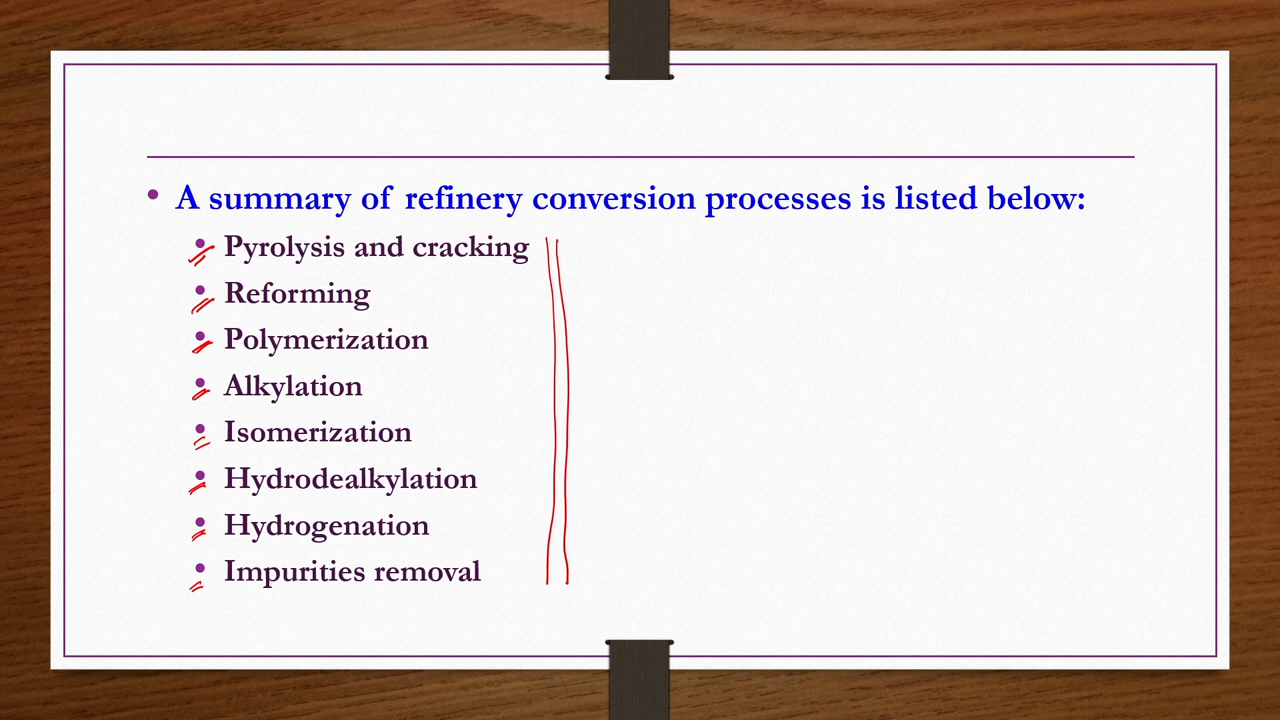 • A summary of refinery conversion processes is listed below:
• Pyrolysis and cracking
• Reforming
• Polymerization
• Alkylation
• Isomerization
• Hydrodealkylation
• Hydrogenation
• Impurities removal